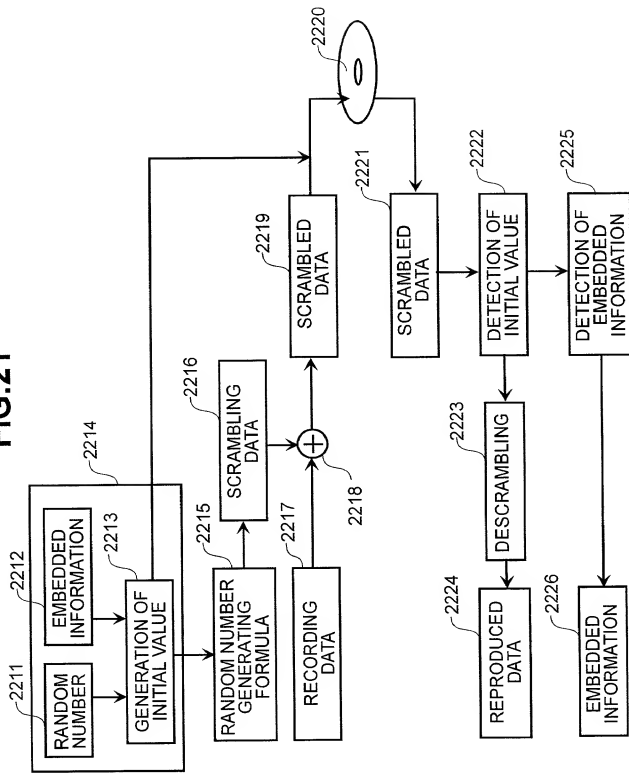 FIG.21
2211
RANDOM
NUMBER
2212
EMBEDDED
INFORMATION
2213
GENERATION OF
INITIAL VALUE
2214
2215
RANDOM NUMBER
GENERATING
FORMULA
2216
SCRAMBLING
DATA
2217
RECORDING
DATA
2218
2219
SCRAMBLED
DATA
2220
2221
SCRAMBLED
DATA
2222
DETECTION OF
INITIAL VALUE
2223
DESCRAMBLING
2224
REPRODUCED
DATA
2225
DETECTION OF
EMBEDDED
INFORMATION
2226
EMBEDDED
INFORMATION